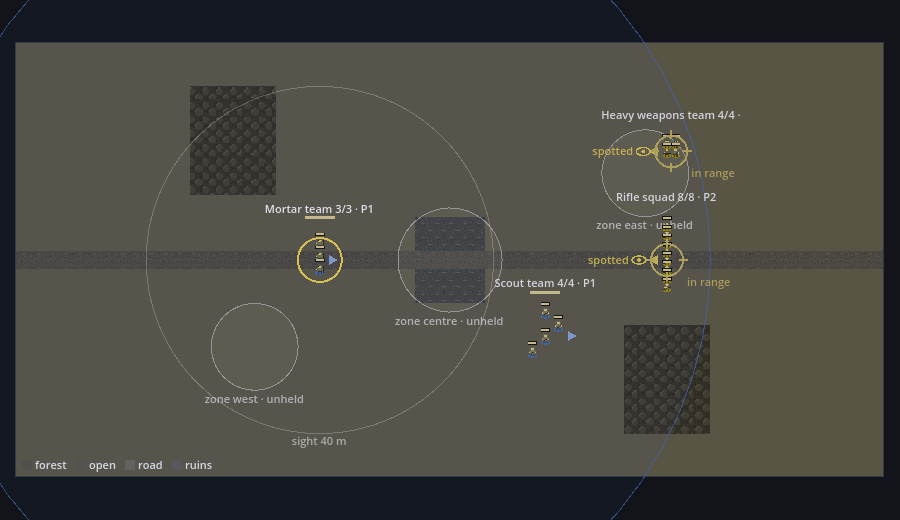 Heavy weapons team 4/4 ·
spotted
in range
Rifle squad 8/8 · P2
Mortar team 3/3 · P1
zone east · unheld
spotted
in range
Scout team 4/4 · P1
zone centre · unheld
zone west · unheld
sight 40 m
forest open road ruins